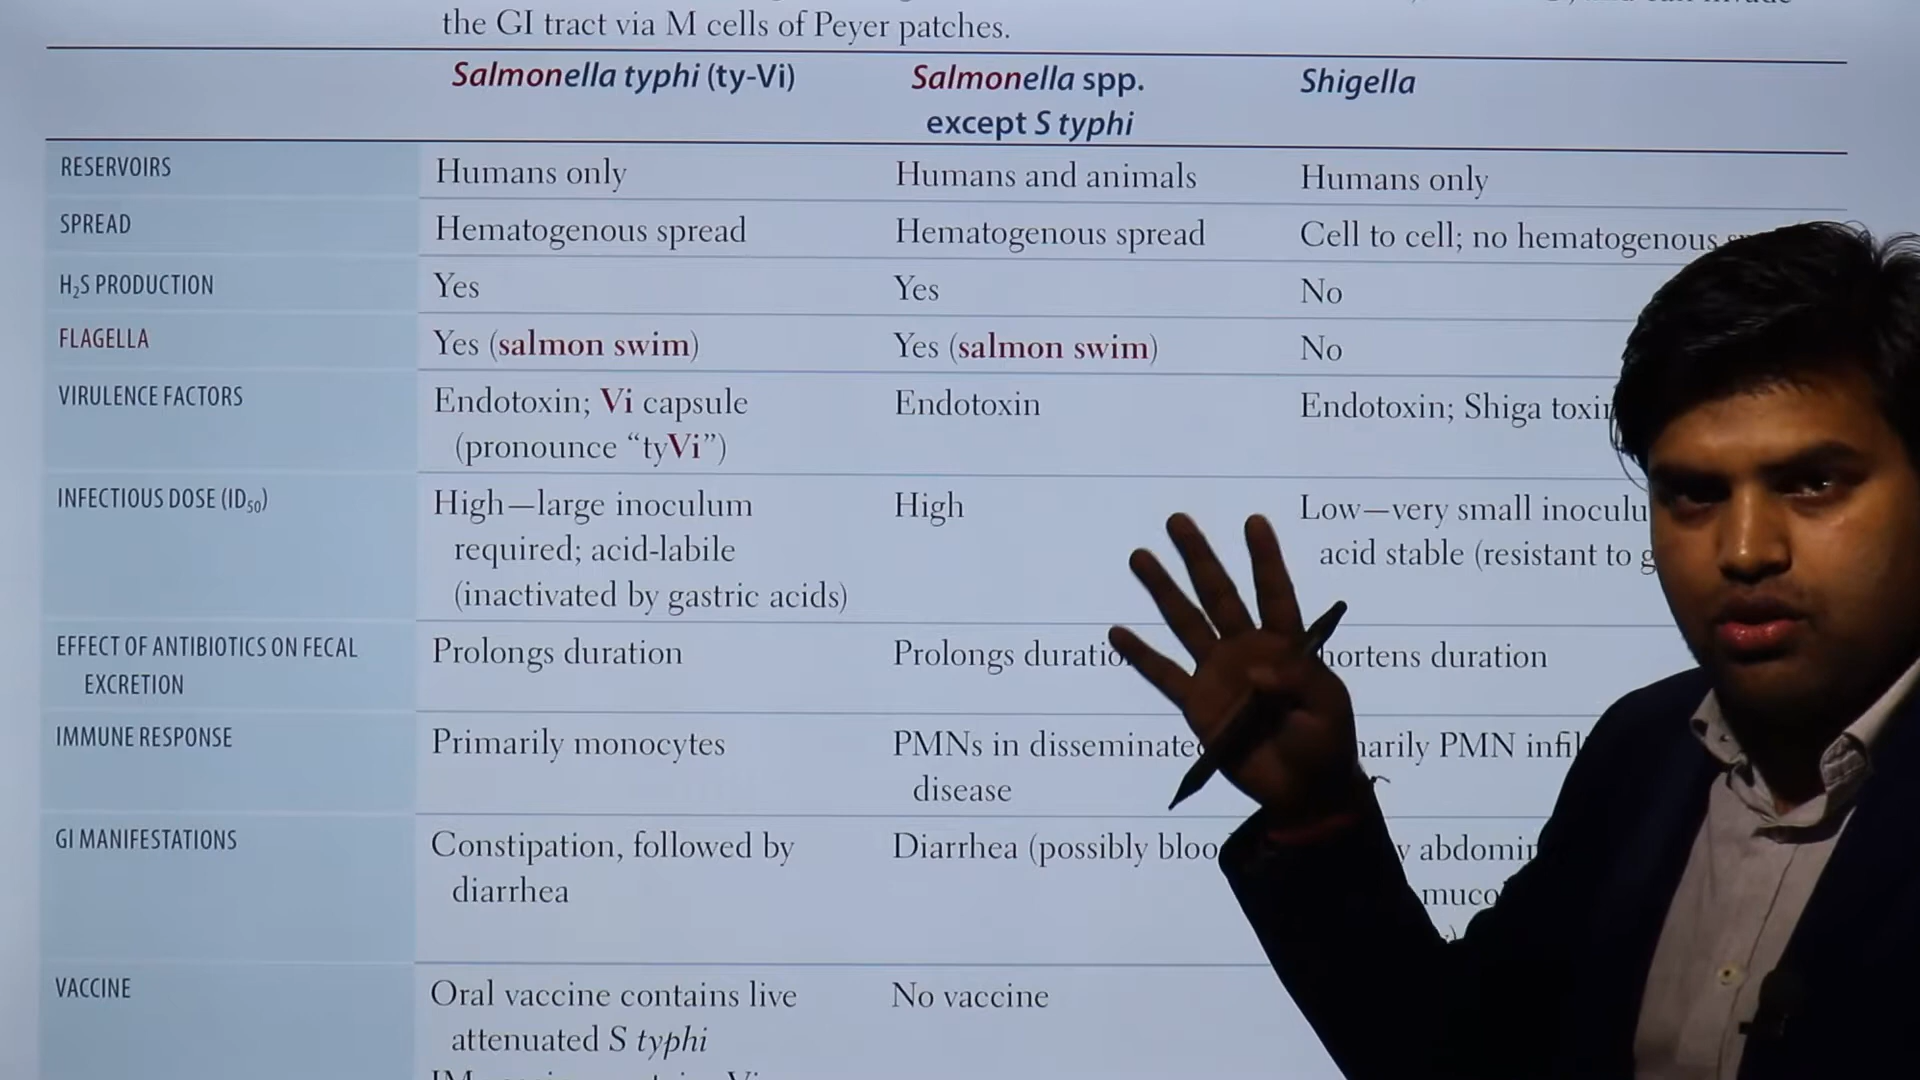 the GI tract via M cells of Peyer patches.
Salmonella typhi (ty-Vi)
Salmonella spp.
except S typhi
Shigella
RESERVOIRS
Humans only
Humans and animals
Humans only
SPREAD
Hematogenous spread
Hematogenous spread
Cell to cell; no hematogenous
H₂S PRODUCTION
Yes
Yes
No
FLAGELLA
Yes (salmon swim)
Yes (salmon swim)
No
VIRULENCE FACTORS
Endotoxin; Vi capsule
(pronounce “tyVi”)
Endotoxin
Endotoxin; Shiga
INFECTIOUS DOSE (ID₅₀)
High—large inoculum
required; acid-labile
(inactivated by gastric acids)
High
Low—very small
acid stable (resistant to
EFFECT OF ANTIBIOTICS ON FECAL
EXCRETION
Prolongs duration
Prolongs
duration
IMMUNE RESPONSE
Primarily monocytes
PMNs in
disease
PMN
GI MANIFESTATIONS
Constipation, followed by
diarrhea
Diarrhea (possibly
VACCINE
Oral vaccine contains live
attenuated S typhi
No vaccine